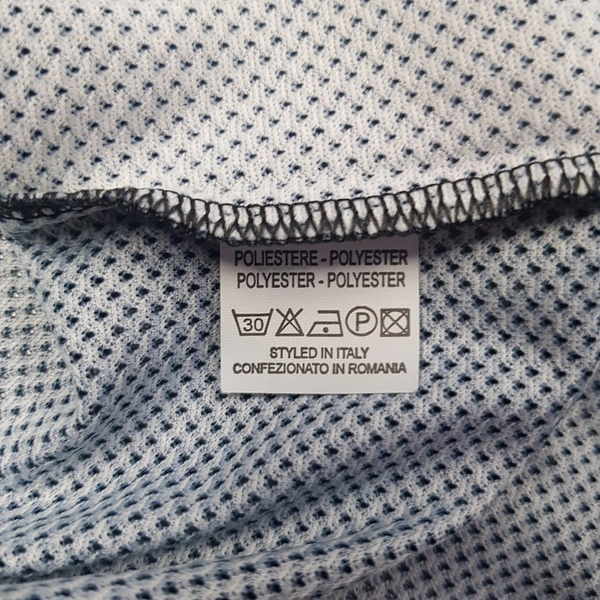 POLIESTERE - POLYESTER
POLYESTER - POLYESTER
30 P
STYLED IN ITALY
CONFEZIONATO IN ROMANIA